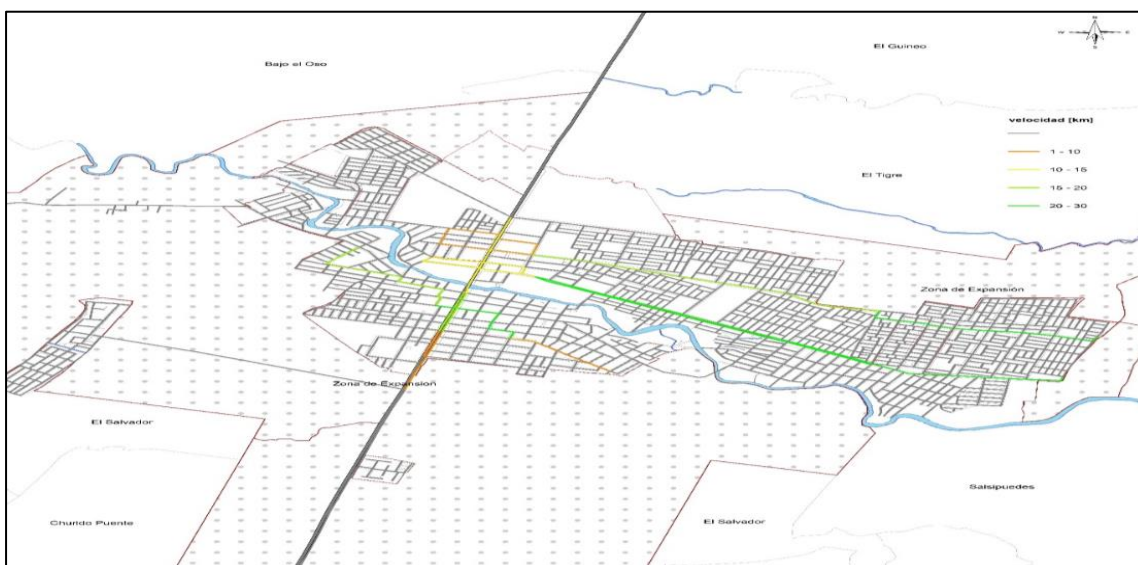 N
W E
S
El Guineo
Bajo el Oso
velocidad [km]
1 - 10
10 - 15
El Tigre
15 - 20
20 - 30
Zona de Expansión
Zona de Expansión
El Salvador
Salsipuedes
Churido Puente
El Salvador